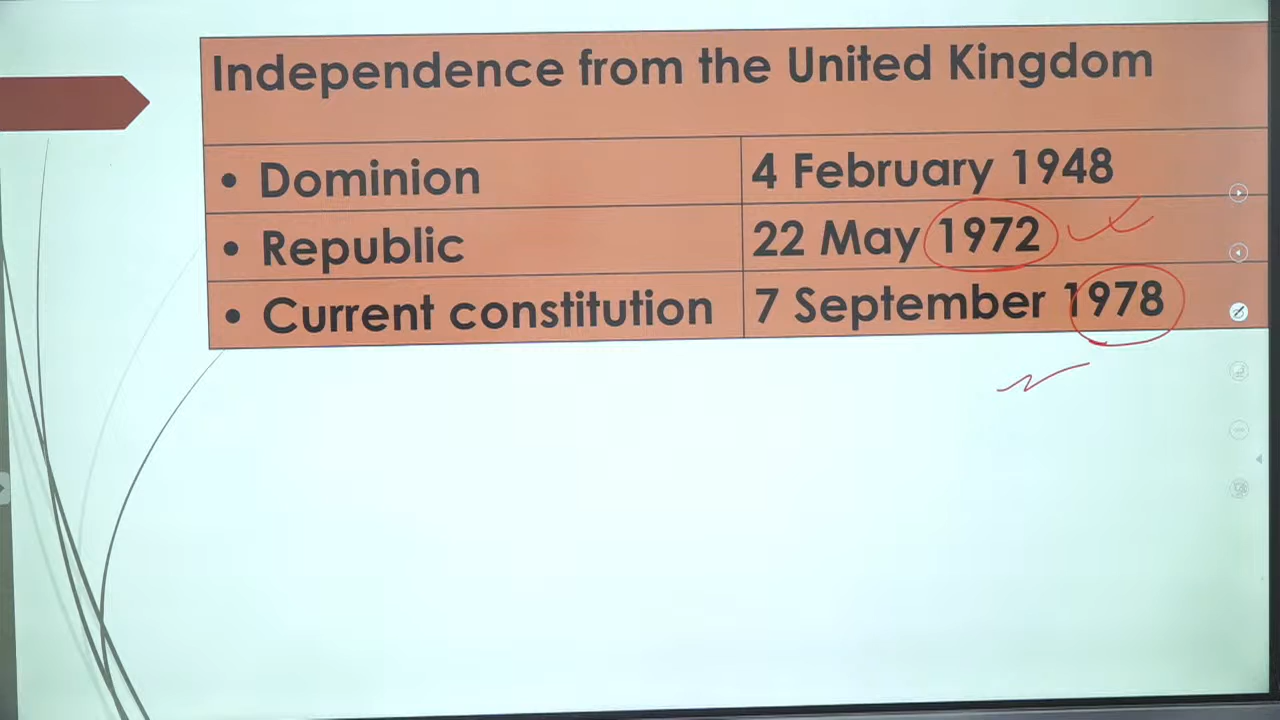 Independence from the United Kingdom
• Dominion 4 February 1948
• Republic 22 May 1972
• Current constitution 7 September 1978